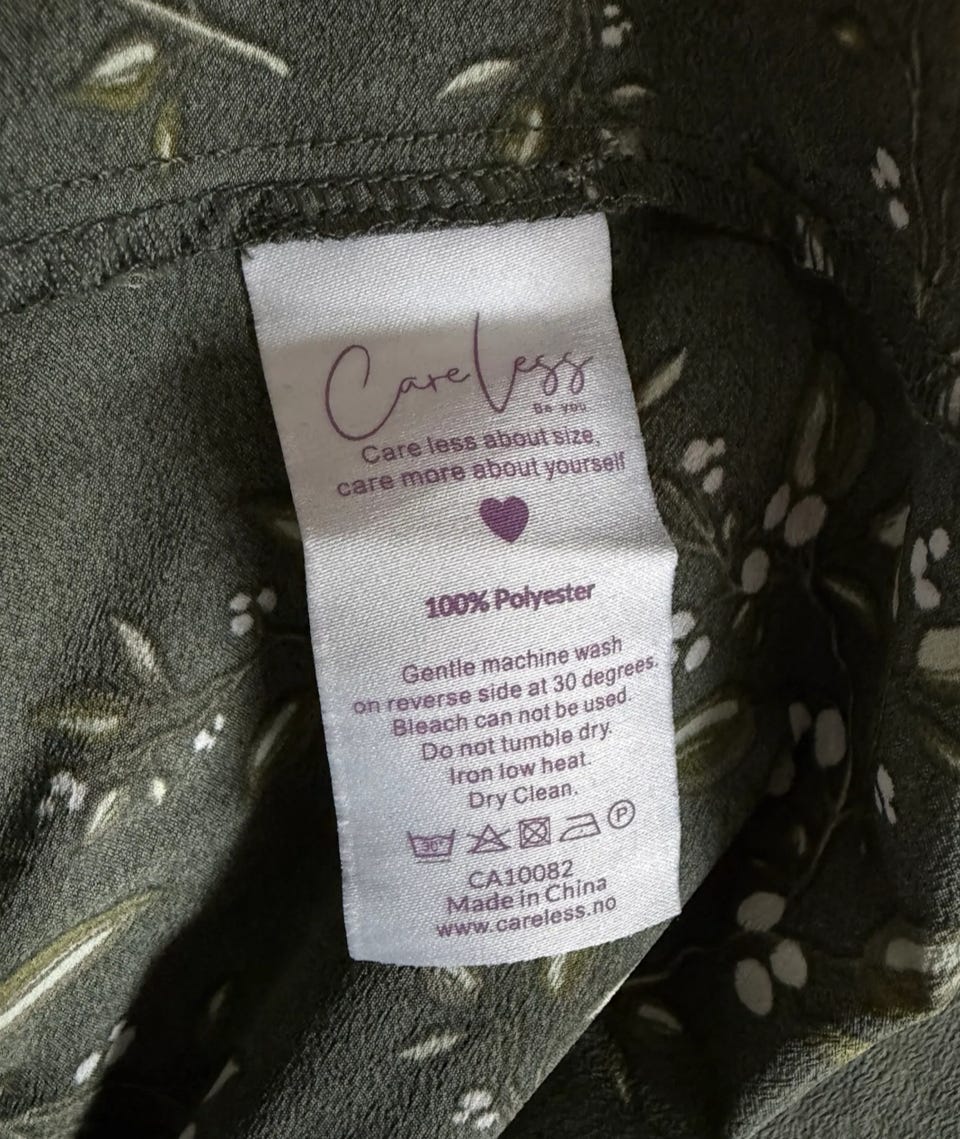 CareLess
Be you
Care less about size,
care more about yourself
100% Polyester
Gentle machine wash
on reverse side at 30 degrees.
Bleach can not be used.
Do not tumble dry.
Iron low heat.
Dry Clean.
30° P
CA10082
Made in China
www.careless.no